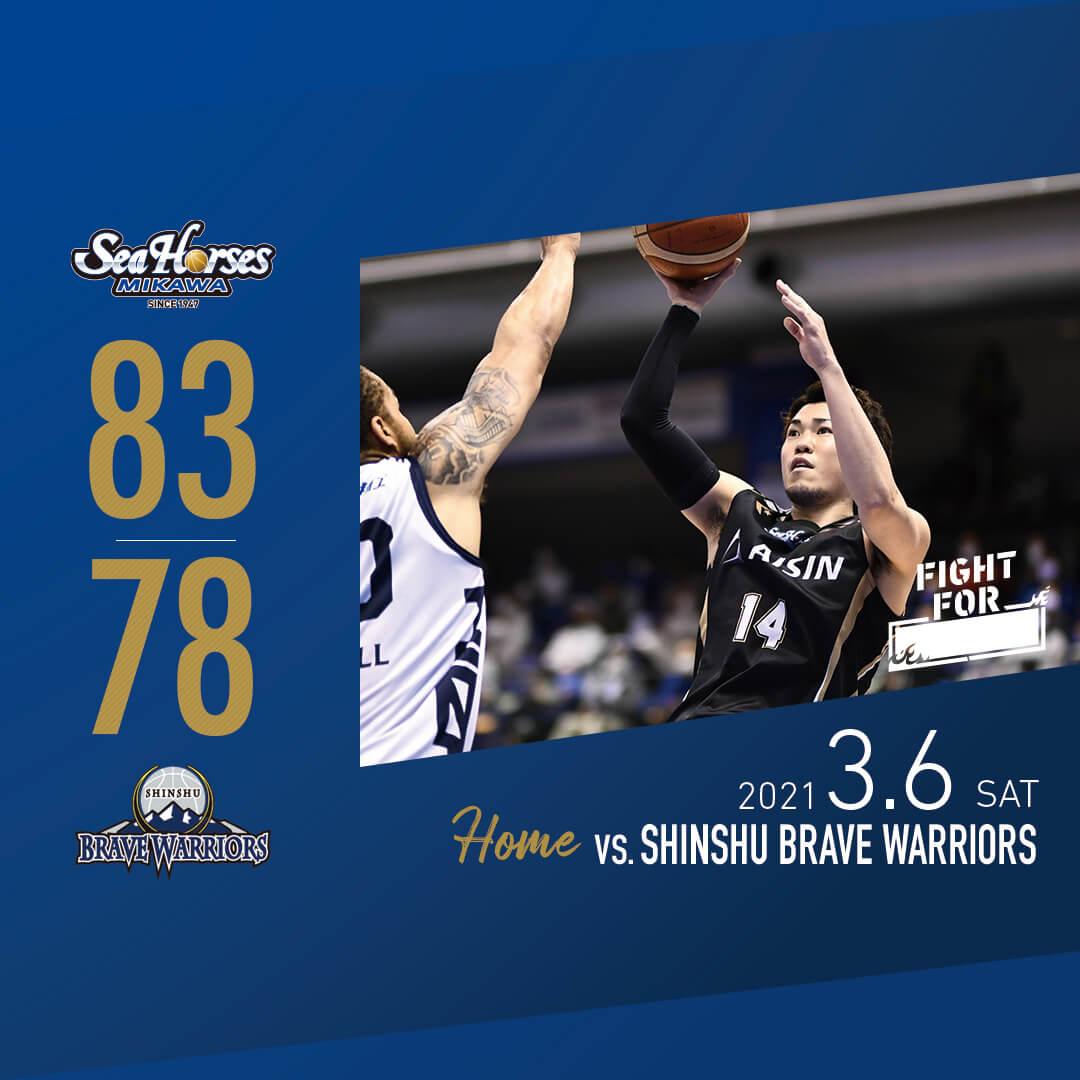 SeaHorses
MIKAWA
SINCE 1947
83
78
SHINSHU
BRAVE WARRIORS
AISIN
14
LL
FIGHT
FOR
2021 3.6 SAT
Home vs. SHINSHU BRAVE WARRIORS